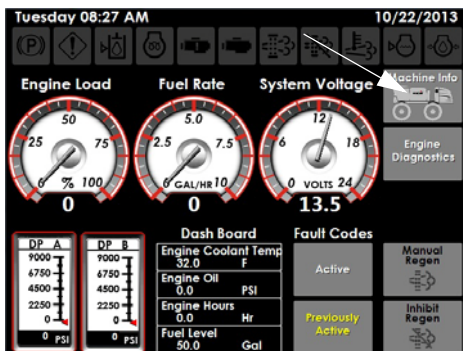 Tuesday 08:27 AM 10/22/2013
(P)
Engine Load Fuel Rate System Voltage Machine Info
50 5.0 12
25 75 2.5 7.5 6 18
0 % 100 0 GAL/HR 10 0 VOLTS 24
0 0 13.5
Engine
Diagnostics
DP A DP B
9000 9000
6750 6750
4500 4500
2250 2250
0 0
0 PSI 0 PSI
Dash Board
Engine Coolant Temp
32.0 F
Engine Oil
0.0 PSI
Engine Hours
0.0 Hr
Fuel Level
50.0 Gal
Fault Codes
Active
Previously
Active
Manual
Regen
Inhibit
Regen